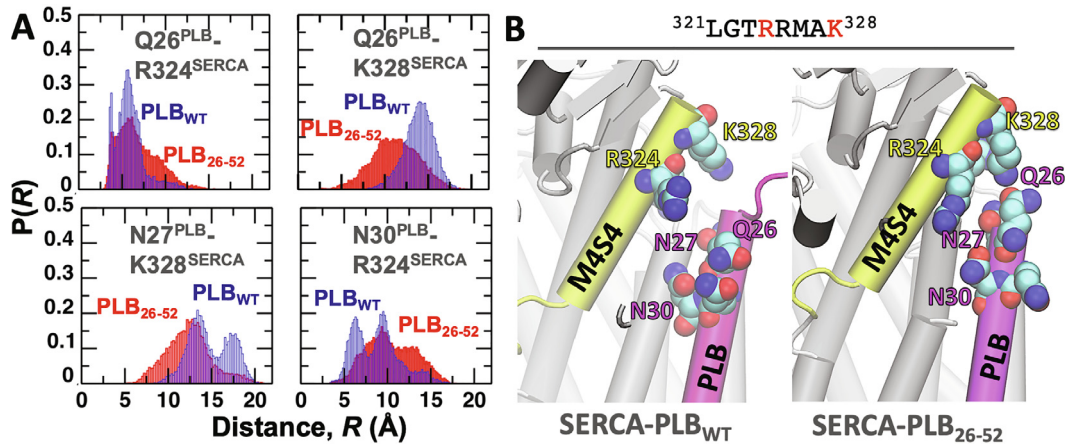 A
P(R)
0.5
0.4
0.3
0.2
0.1
0
Q26PLB-
R324SERCA
PLBWT
PLB26-52
Q26PLB-
K328SERCA
PLBWT
PLB26-52
0.5
0.4
0.3
0.2
0.1
0
N27PLB-
K328SERCA
PLB26-52
PLBWT
N30PLB-
R324SERCA
PLBWT
PLB26-52
0 5 10 15 20
0 5 10 15 20
Distance, R (Å)
B
321LGTRRMAK328
K328
R324
M4S4
N27
Q26
N30
PLB
SERCA-PLBWT
K328
R324
Q26
M4S4
N27
N30
PLB
SERCA-PLB26-52